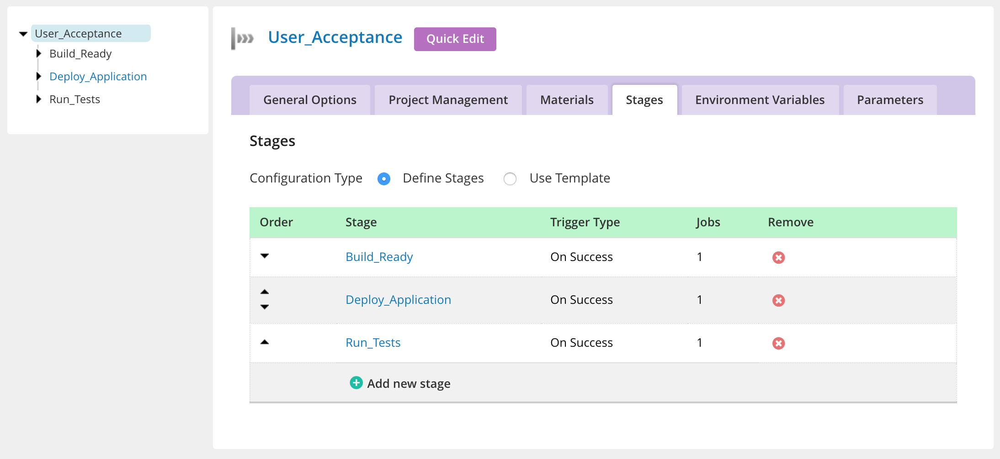 User_Acceptance
Build_Ready
Deploy_Application
Run_Tests
User_Acceptance Quick Edit
General Options Project Management Materials Stages Environment Variables Parameters
Stages
Configuration Type Define Stages Use Template
Order Stage Trigger Type Jobs Remove
Build_Ready On Success 1
Deploy_Application On Success 1
Run_Tests On Success 1
Add new stage